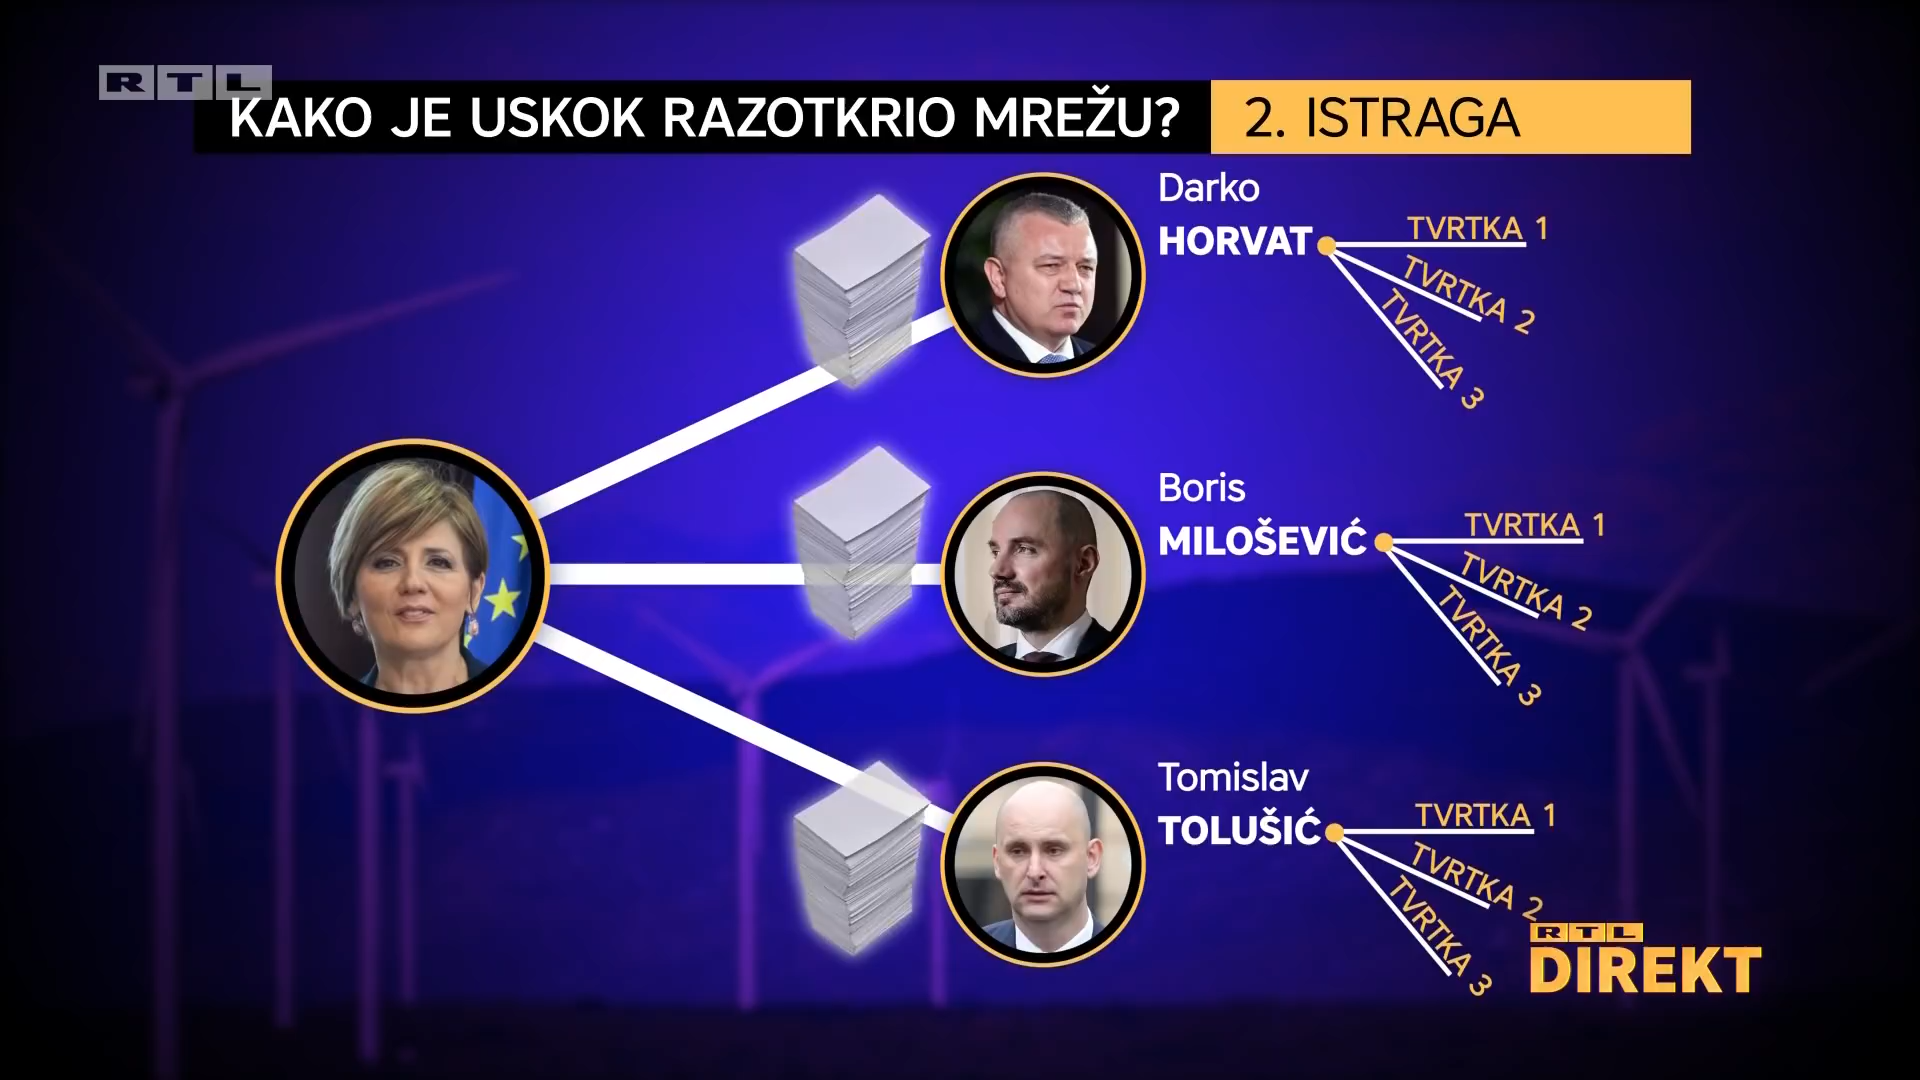 RTL
KAKO JE USKOK RAZOTKRIO MREŽU?
2. ISTRAGA
Darko
HORVAT
TVRTKA 1
TVRTKA 2
TVRTKA 3
Boris
MILOŠEVIĆ
TVRTKA 1
TVRTKA 2
TVRTKA 3
Tomislav
TOLUŠIĆ
TVRTKA 1
TVRTKA 2
TVRTKA 3
RTL
DIREKT